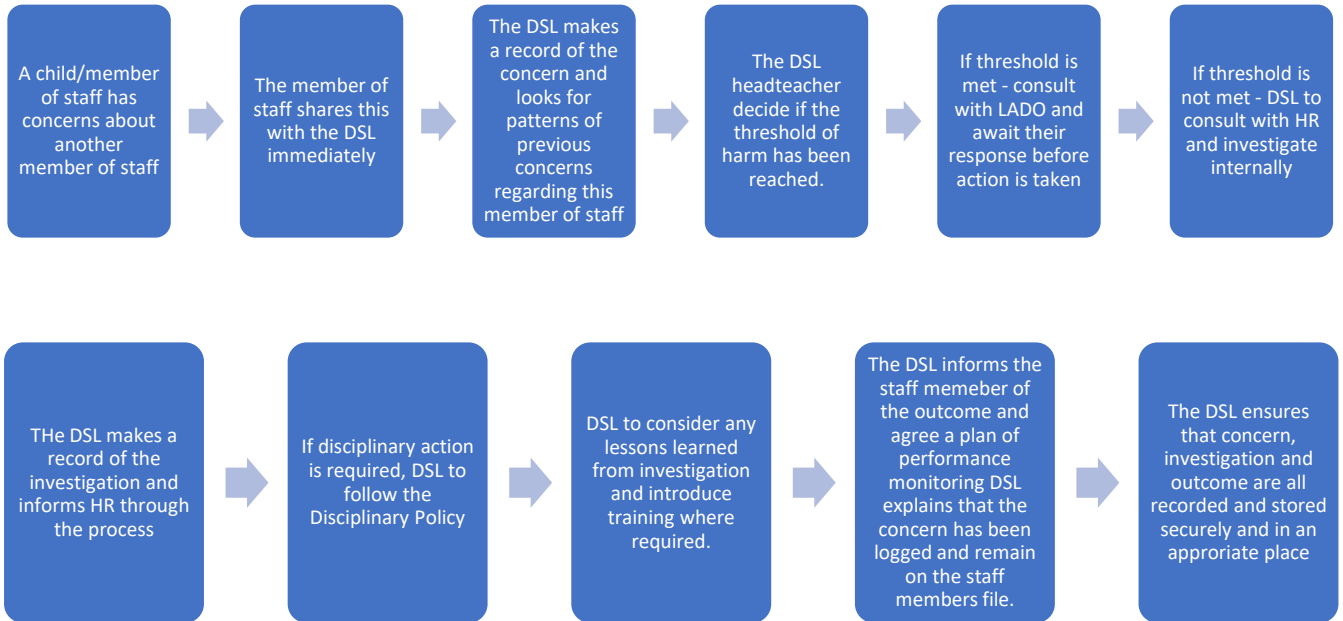 A child/member
of staff has
concerns about
another
member of staff
The member of
staff shares this
with the DSL
immediately
The DSL makes
a record of the
concern and
looks for
patterns of
previous
concerns
regarding this
member of staff
The DSL
headteacher
decide if the
threshold of
harm has been
reached.
If threshold is
met - consult
with LADO and
await their
response before
action is taken
If threshold is
not met - DSL to
consult with HR
and investigate
internally
THe DSL makes a
record of the
investigation and
informs HR through
the process
If disciplinary action
is required, DSL to
follow the
Disciplinary Policy
DSL to consider any
lessons learned
from investigation
and introduce
training where
required.
The DSL informs the
staff memeber of
the outcome and
agree a plan of
performance
monitoring DSL
explains that the
concern has been
logged and remain
on the staff
members file.
The DSL ensures
that concern,
investigation and
outcome are all
recorded and stored
securely and in an
approriate place